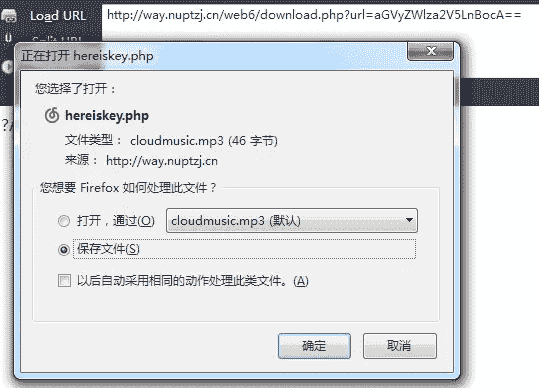 Load URL
http://way.nuptzj.cn/web6/download.php?url=aGVyZWlza2V5LnBocA==
正在打开 hereiskey.php
您选择了打开：
hereiskey.php
文件类型： cloudmusic.mp3 (46 字节)
来源： http://way.nuptzj.cn
您想要 Firefox 如何处理此文件？
打开，通过(O) cloudmusic.mp3 (默认)
保存文件(S)
以后自动采用相同的动作处理此类文件。(A)
确定 取消